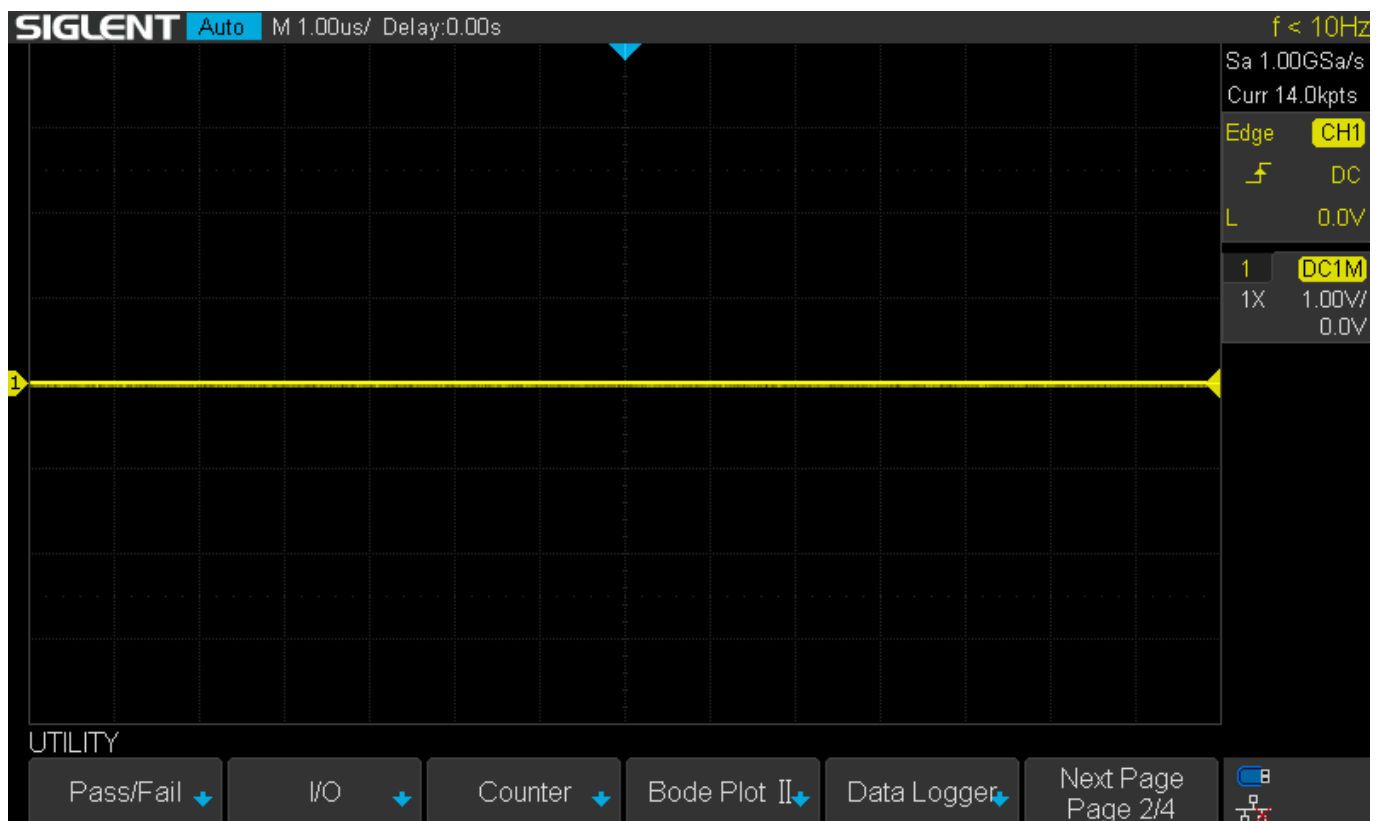 SIGLENT Auto M 1.00us/ Delay:0.00s f < 10Hz
Sa 1.00GSa/s
Curr 14.0kpts
Edge CH1
DC
L 0.0V
1 DC1M
1X 1.00V/
0.0V
1
UTILITY
Pass/Fail I/O Counter Bode Plot II Data Logger Next Page
Page 2/4